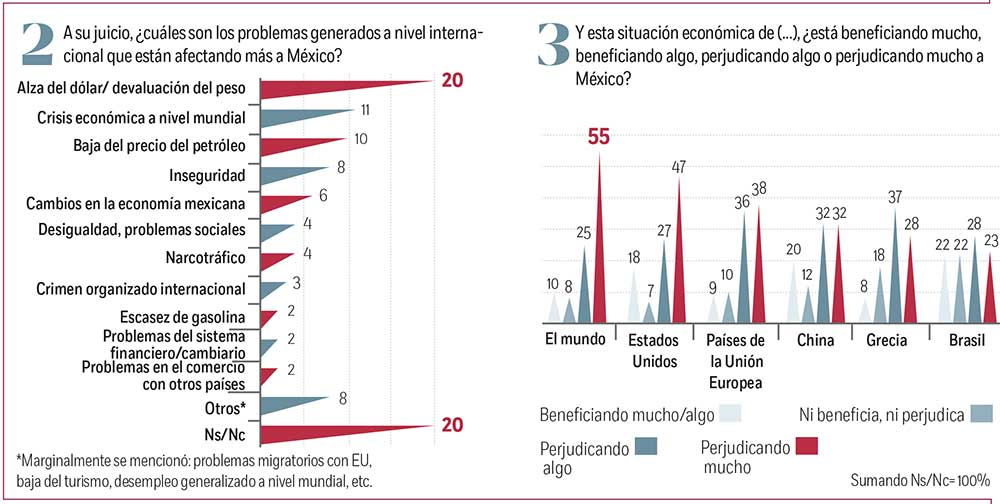 2 A su juicio, ¿cuáles son los problemas generados a nivel interna-
cional que están afectando más a México?
Alza del dólar/ devaluación del peso 20
Crisis económica a nivel mundial 11
Baja del precio del petróleo 10
Inseguridad 8
Cambios en la economía mexicana 6
Desigualdad, problemas sociales 4
Narcotráfico 4
Crimen organizado internacional 3
Escasez de gasolina 2
Problemas del sistema
financiero/cambiario 2
Problemas en el comercio
con otros países 2
Otros* 8
Ns/Nc 20
*Marginalmente se mencionó: problemas migratorios con EU,
baja del turismo, desempleo generalizado a nivel mundial, etc.
3 Y esta situación económica de (...), ¿está beneficiando mucho,
beneficiando algo, perjudicando algo o perjudicando mucho a
México?
10 8 25 55
18 7 27 47
9 10 36 38
20 12 32 32
8 18 37 28
22 22 28 23
El mundo
Estados
Unidos
Países de
la Unión
Europea
China
Grecia
Brasil
Beneficiando mucho/algo
Ni beneficia, ni perjudica
Perjudicando
algo
Perjudicando
mucho
Sumando Ns/Nc=100%